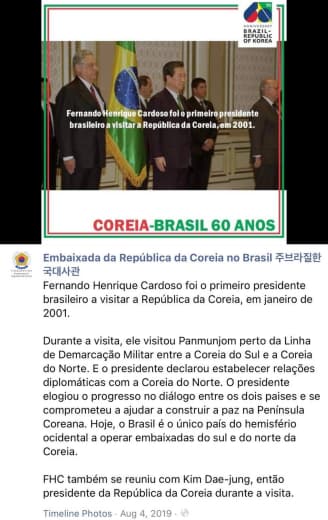 ANNIVERSARY
BRAZIL-
REPUBLIC
OF KOREA
Fernando Henrique Cardoso foi o primeiro presidente
brasileiro a visitar a República da Coreia, em 2001.
COREIA-BRASIL 60 ANOS
Embaixada da República da Coreia no Brasil 주브라질한
국대사관
Fernando Henrique Cardoso foi o primeiro presidente
brasileiro a visitar a República da Coreia, em janeiro de
2001.
Durante a visita, ele visitou Panmunjom perto da Linha
de Demarcação Militar entre a Coreia do Sul e a Coreia
do Norte. E o presidente declarou estabelecer relações
diplomáticas com a Coreia do Norte. O presidente
elogiou o progresso no diálogo entre os dois paises e se
comprometeu a ajudar a construir a paz na Península
Coreana. Hoje, o Brasil é o único país do hemisfério
ocidental a operar embaixadas do sul e do norte da
Coreia.
FHC também se reuniu com Kim Dae-jung, então
presidente da República da Coreia durante a visita.
Timeline Photos · Aug 4, 2019 ·